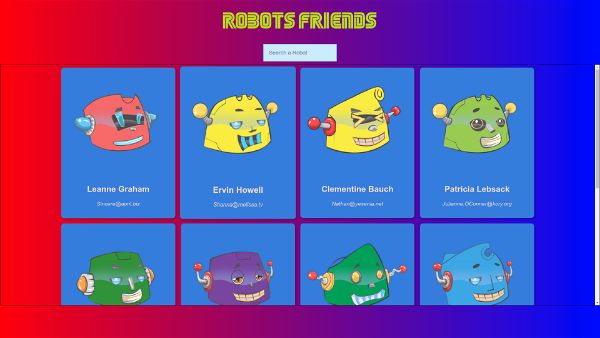 ROBOTS FRIENDS
Search a Robot
Leanne Graham
Sincere@april.biz
Ervin Howell
Shanna@melissa.tv
Clementine Bauch
Nathan@yesenia.net
Patricia Lebsack
Julianne.OConner@kory.org